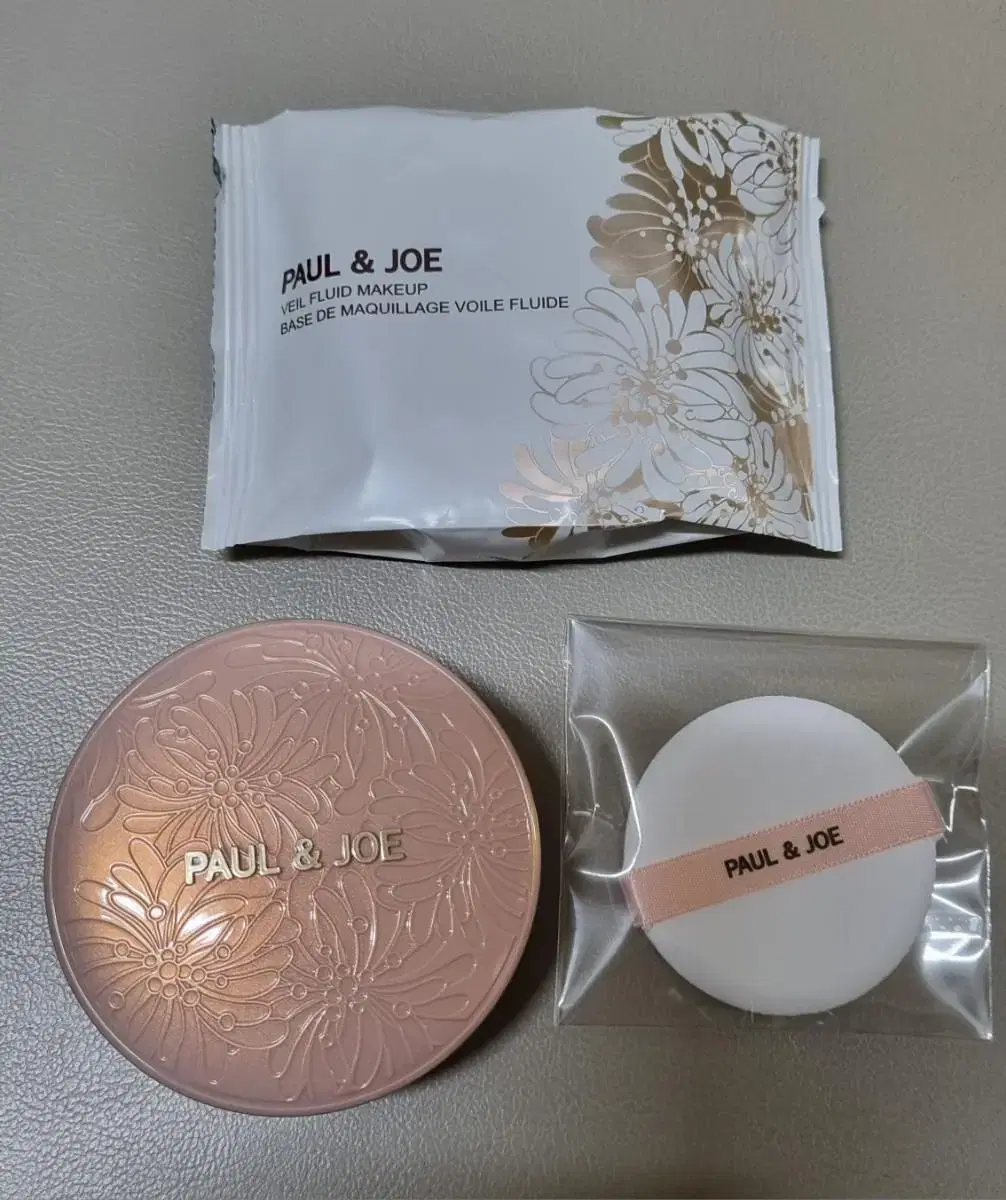 PAUL & JOE
VEIL FLUID MAKEUP
BASE DE MAQUILLAGE VOILE FLUIDE
PAUL & JOE
PAUL & JOE